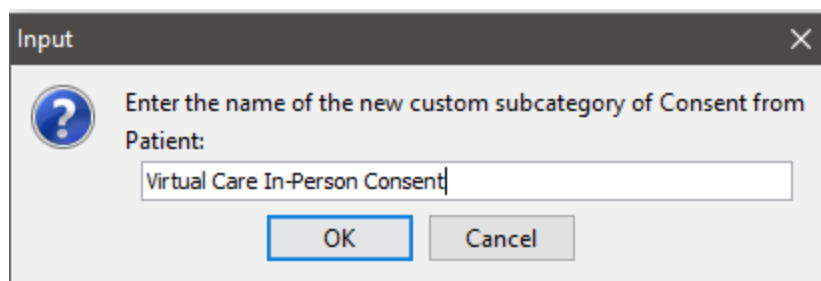 Input
Enter the name of the new custom subcategory of Consent from
Patient:
Virtual Care In-Person Consent
OK Cancel